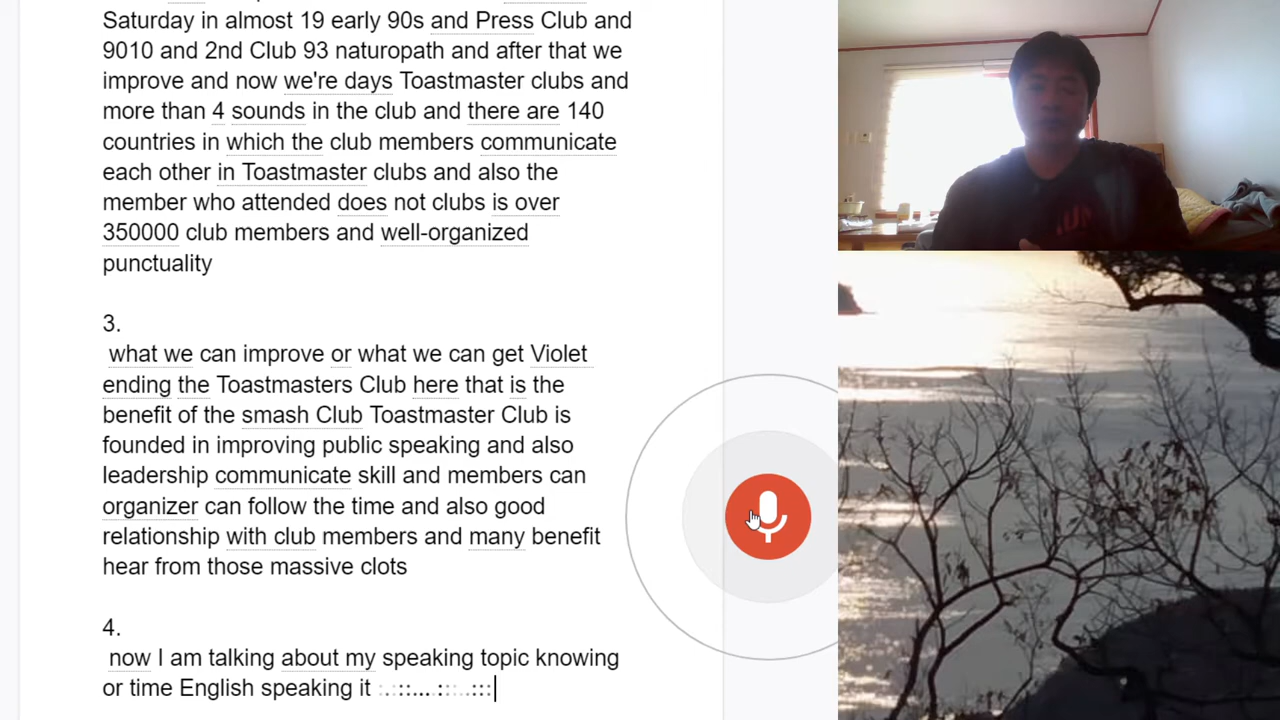 Saturday in almost 19 early 90s and Press Club and
9010 and 2nd Club 93 naturopath and after that we
improve and now we're days Toastmaster clubs and
more than 4 sounds in the club and there are 140
countries in which the club members communicate
each other in Toastmaster clubs and also the
member who attended does not clubs is over
350000 club members and well-organized
punctuality
3.
what we can improve or what we can get Violet
ending the Toastmasters Club here that is the
benefit of the smash Club Toastmaster Club is
founded in improving public speaking and also
leadership communicate skill and members can
organizer can follow the time and also good
relationship with club members and many benefit
hear from those massive clots
4.
now I am talking about my speaking topic knowing
or time English speaking it